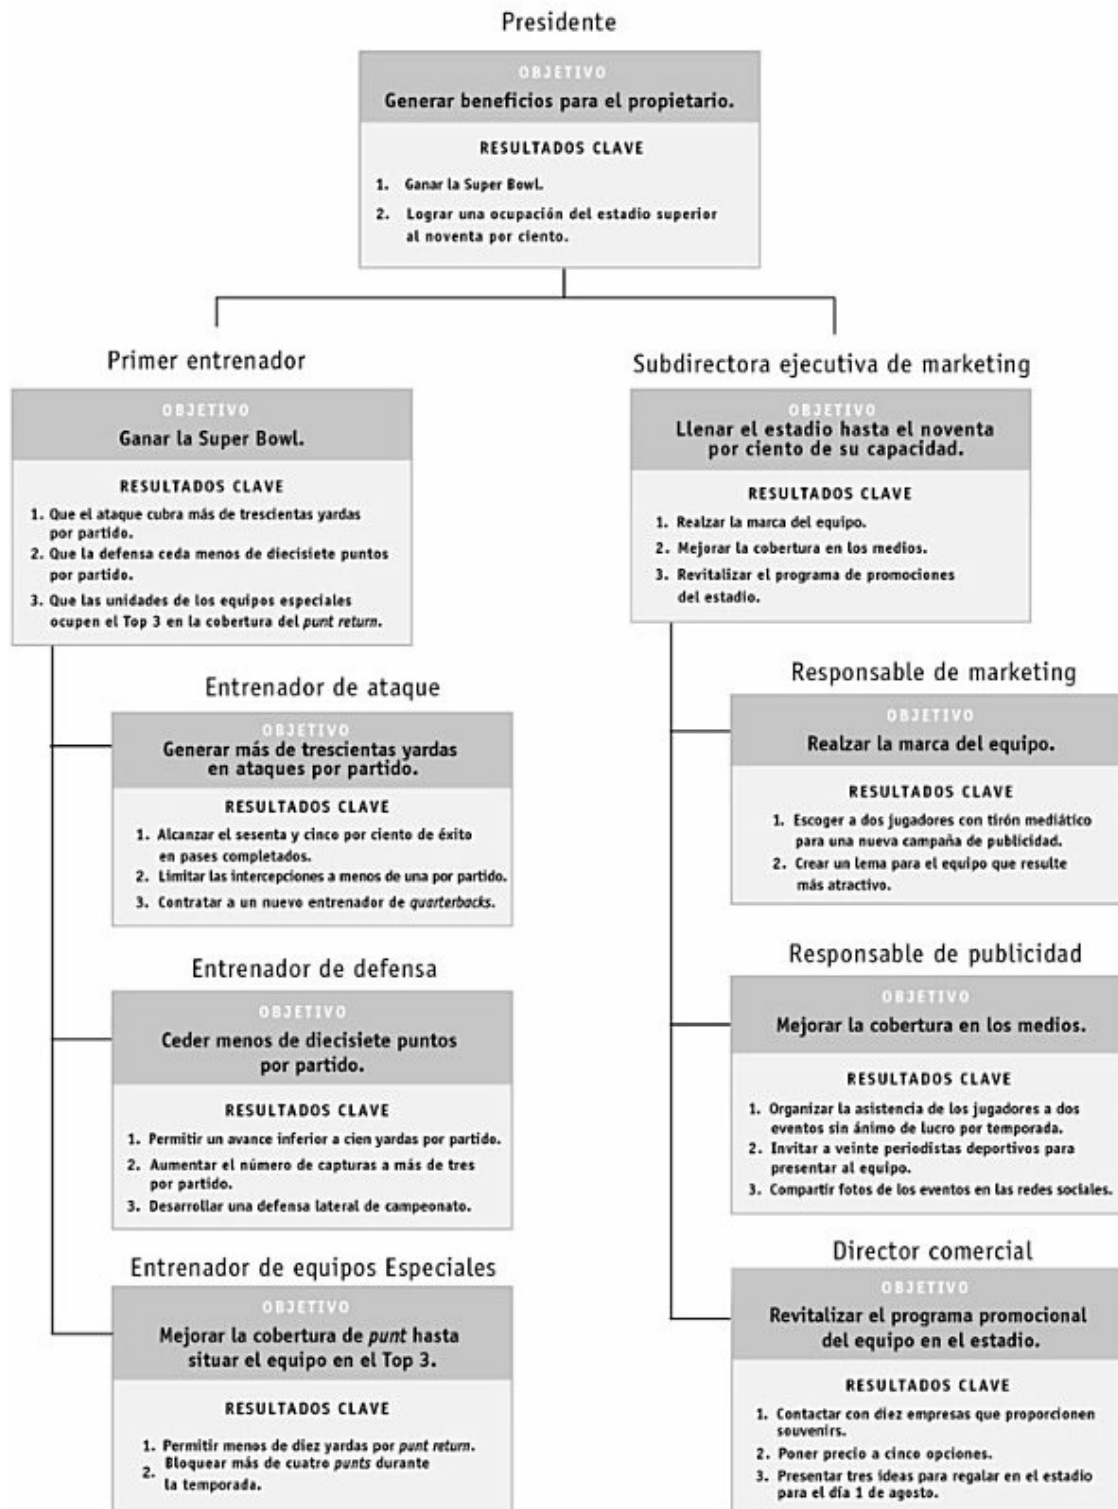 Presidente
OBJETIVO
Generar beneficios para el propietario.
RESULTADOS CLAVE
1. Ganar la Super Bowl.
2. Lograr una ocupación del estadio superior
al noventa por ciento.
Primer entrenador
OBJETIVO
Ganar la Super Bowl.
RESULTADOS CLAVE
1. Que el ataque cubra más de trescientas yardas
por partido.
2. Que la defensa ceda menos de diecisiete puntos
por partido.
3. Que las unidades de los equipos especiales
ocupen el Top 3 en la cobertura del punt return.
Entrenador de ataque
OBJETIVO
Generar más de trescientas yardas
en ataques por partido.
RESULTADOS CLAVE
1. Alcanzar el sesenta y cinco por ciento de éxito
en pases completados.
2. Limitar las intercepciones a menos de una por partido.
3. Contratar a un nuevo entrenador de quarterbacks.
Entrenador de defensa
OBJETIVO
Ceder menos de diecisiete puntos
por partido.
RESULTADOS CLAVE
1. Permitir un avance inferior a cien yardas por partido.
2. Aumentar el número de capturas a más de tres
por partido.
3. Desarrollar una defensa lateral de campeonato.
Entrenador de equipos Especiales
OBJETIVO
Mejorar la cobertura de punt hasta
situar el equipo en el Top 3.
RESULTADOS CLAVE
1. Permitir menos de diez yardas por punt return.
2. Bloquear más de cuatro punts durante
la temporada.
Subdirectora ejecutiva de marketing
OBJETIVO
Llenar el estadio hasta el noventa
por ciento de su capacidad.
RESULTADOS CLAVE
1. Realzar la marca del equipo.
2. Mejorar la cobertura en los medios.
3. Revitalizar el programa de promociones
del estadio.
Responsable de marketing
OBJETIVO
Realzar la marca del equipo.
RESULTADOS CLAVE
1. Escoger a dos jugadores con tirón mediático
para una nueva campaña de publicidad.
2. Crear un lema para el equipo que resulte
más atractivo.
Responsable de publicidad
OBJETIVO
Mejorar la cobertura en los medios.
RESULTADOS CLAVE
1. Organizar la asistencia de los jugadores a dos
eventos sin ánimo de lucro por temporada.
2. Invitar a veinte periodistas deportivos para
presentar al equipo.
3. Compartir fotos de los eventos en las redes sociales.
Director comercial
OBJETIVO
Revitalizar el programa promocional
del equipo en el estadio.
RESULTADOS CLAVE
1. Contactar con diez empresas que proporcionen
souvenirs.
2. Poner precio a cinco opciones.
3. Presentar tres ideas para regalar en el estadio
para el día 1 de agosto.